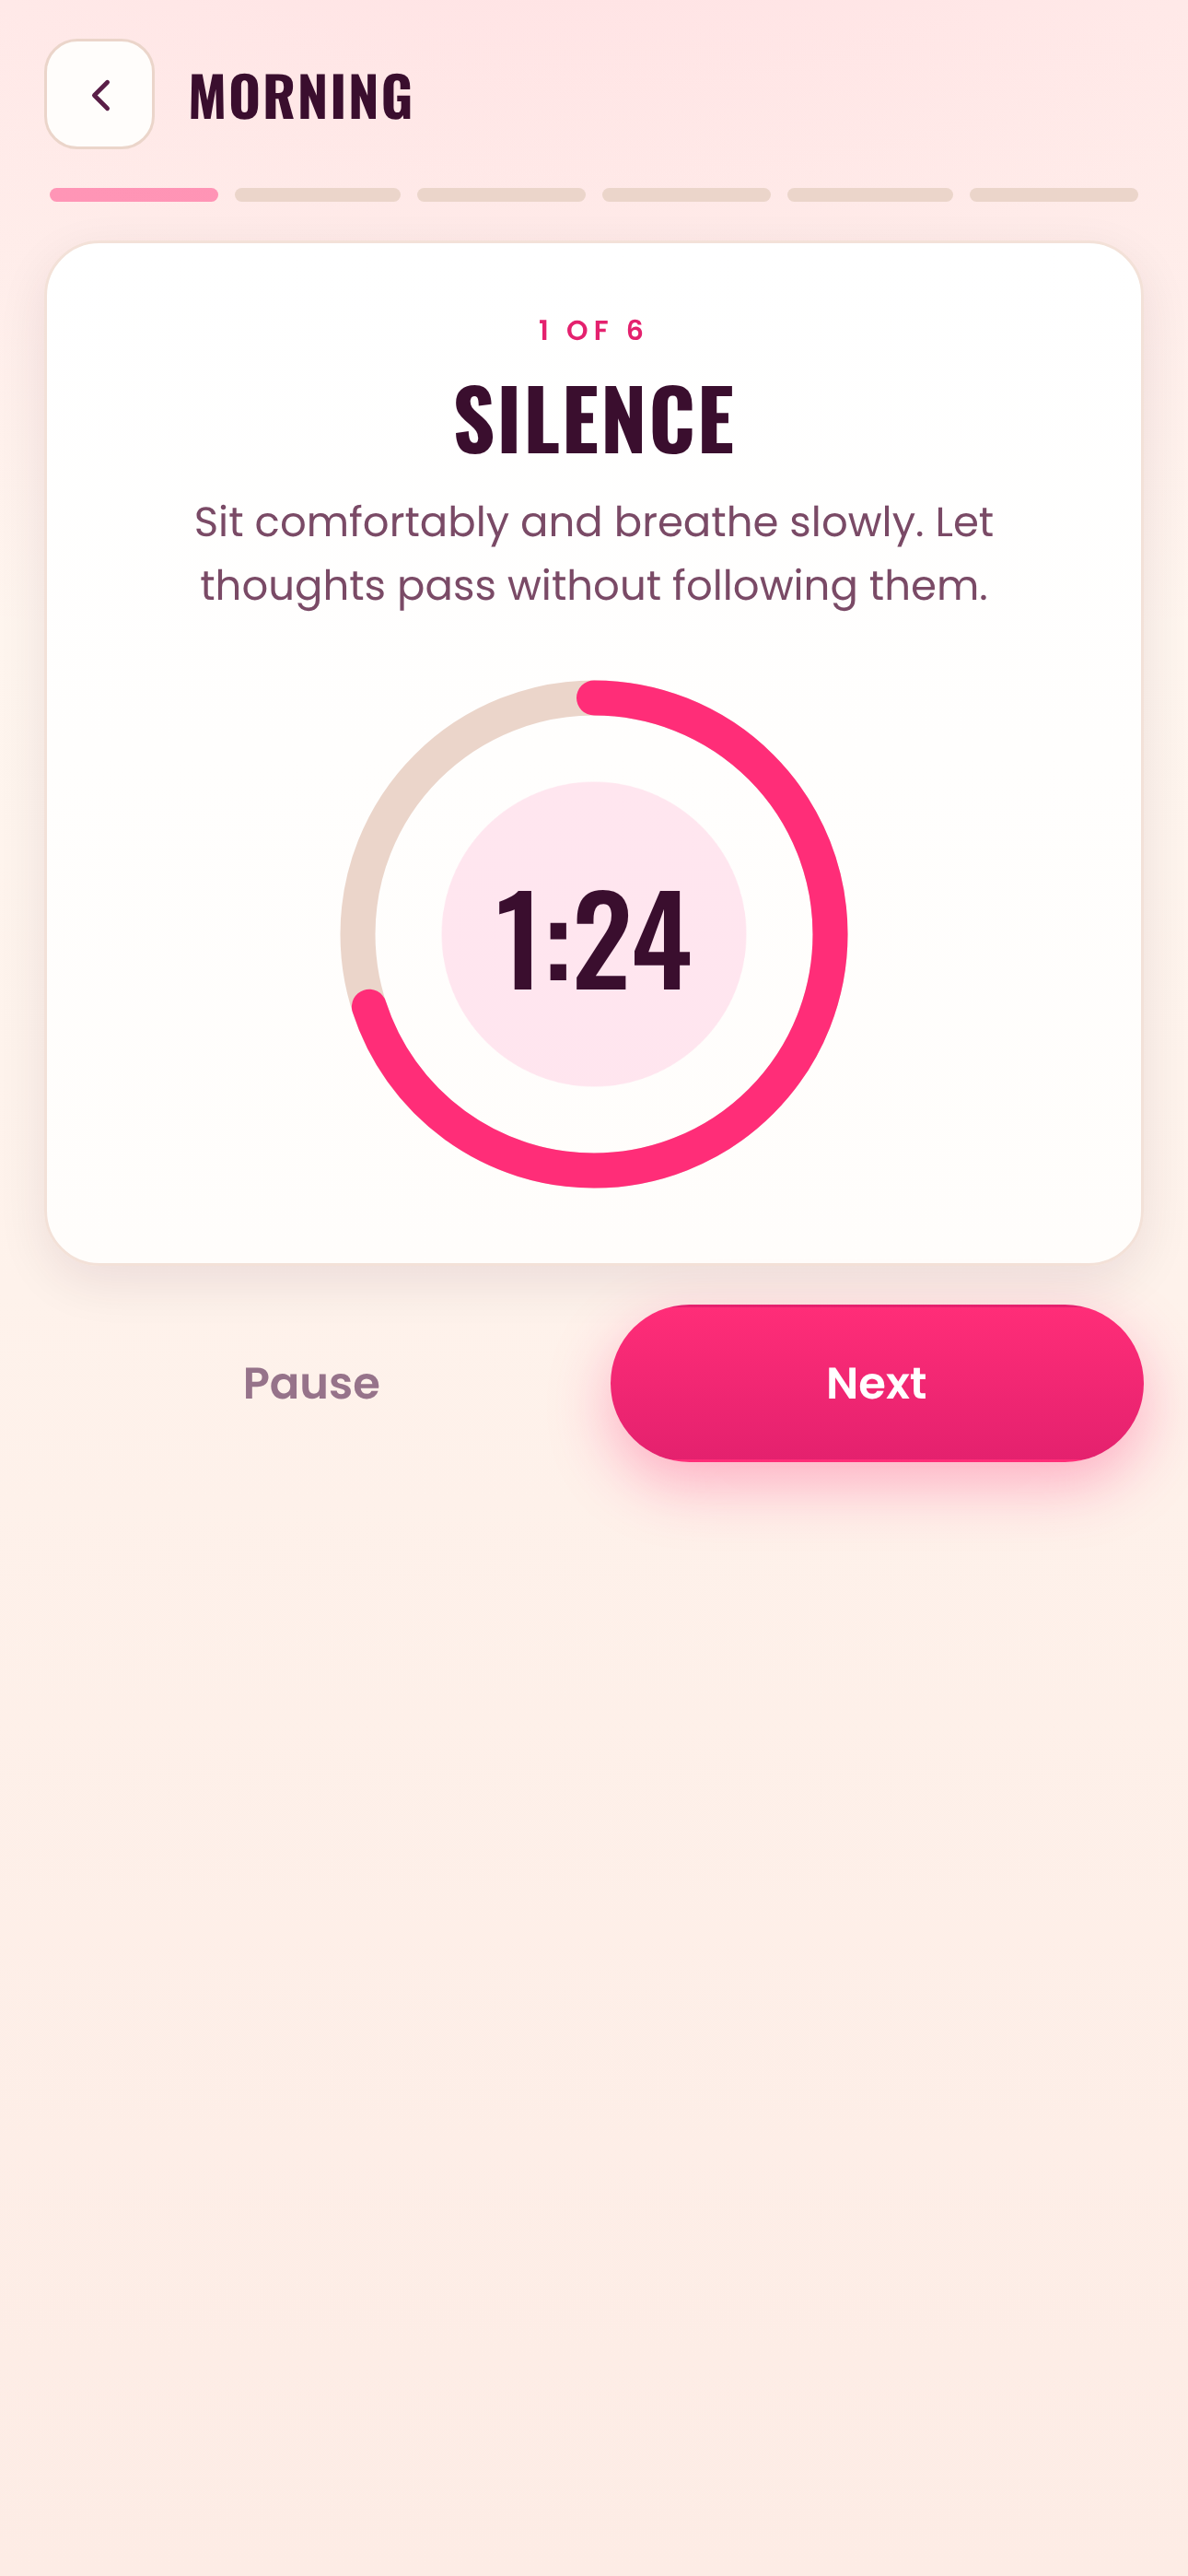 MORNING
1 OF 6
SILENCE
Sit comfortably and breathe slowly. Let
thoughts pass without following them.
1:24
Pause
Next